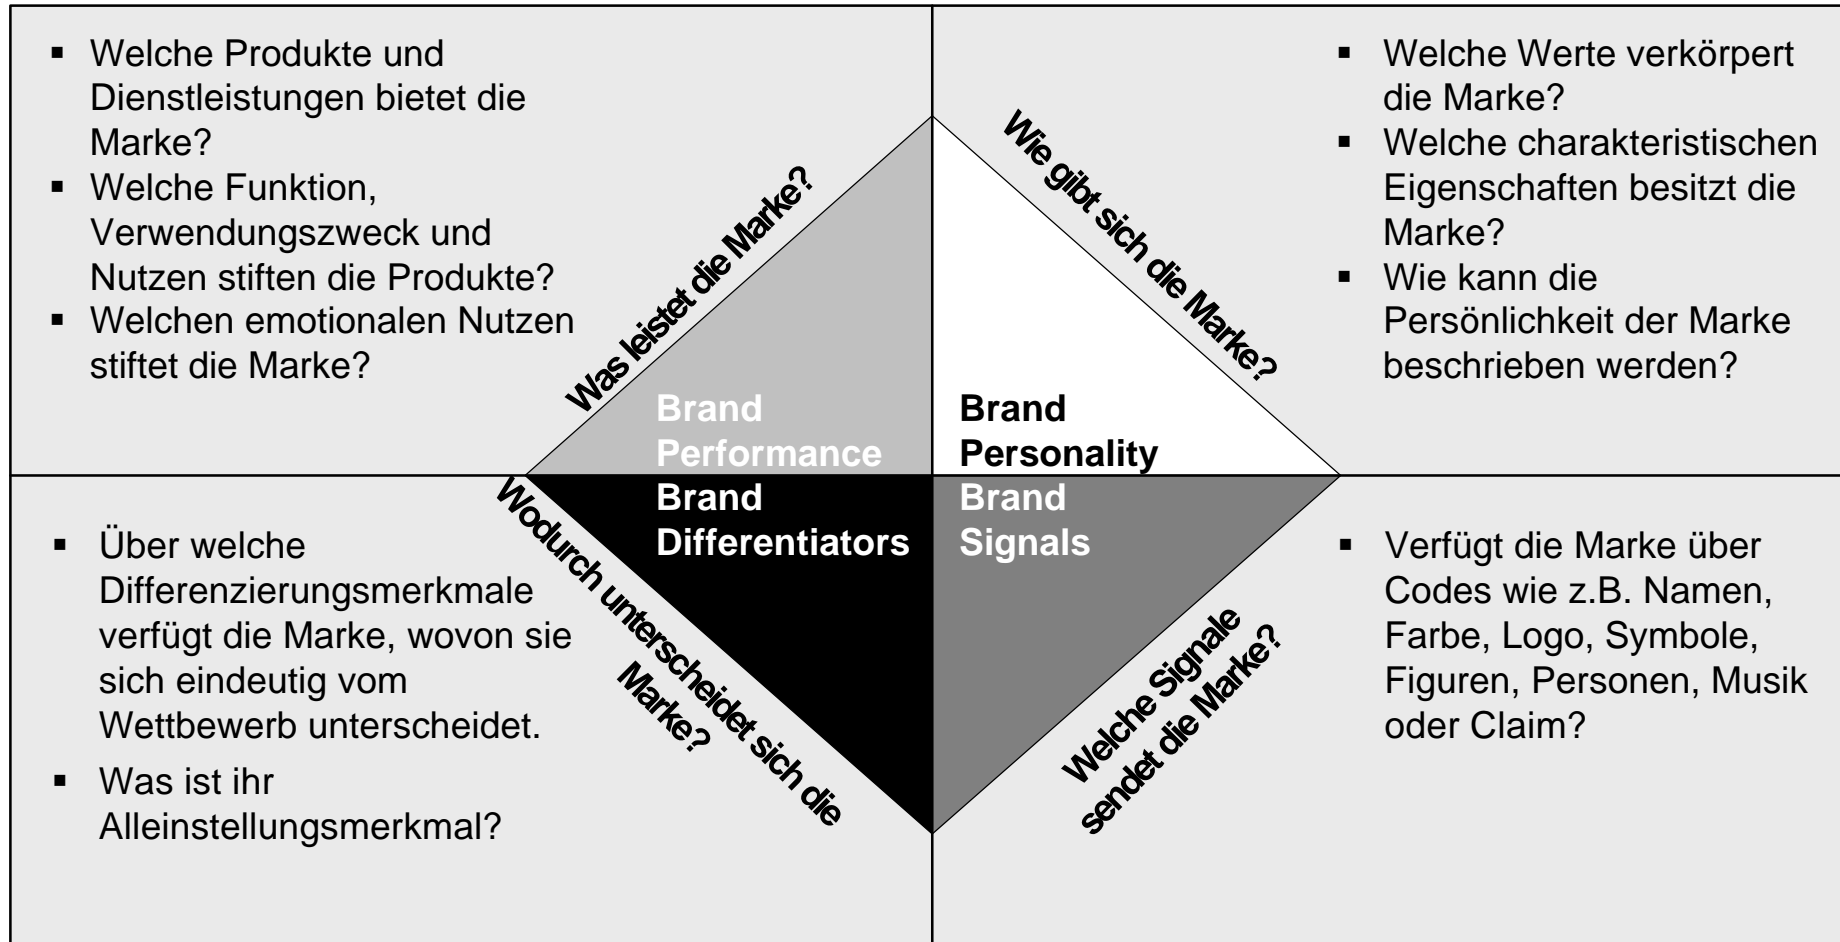 ▪ Welche Produkte und
Dienstleistungen bietet die
Marke?
▪ Welche Funktion,
Verwendungszweck und
Nutzen stiften die Produkte?
▪ Welchen emotionalen Nutzen
stiftet die Marke?
Was leistet die Marke?
Brand
Performance
▪ Welche Werte verkörpert
die Marke?
▪ Welche charakteristischen
Eigenschaften besitzt die
Marke?
▪ Wie kann die
Persönlichkeit der Marke
beschrieben werden?
Wie gibt sich die Marke?
Brand
Personality
▪ Über welche
Differenzierungsmerkmale
verfügt die Marke, wovon sie
sich eindeutig vom
Wettbewerb unterscheidet.
▪ Was ist ihr
Alleinstellungsmerkmal?
Wodurch unterscheidet sich die
Marke?
Brand
Differentiators
▪ Verfügt die Marke über
Codes wie z.B. Namen,
Farbe, Logo, Symbole,
Figuren, Personen, Musik
oder Claim?
Welche Signale
sendet die Marke?
Brand
Signals